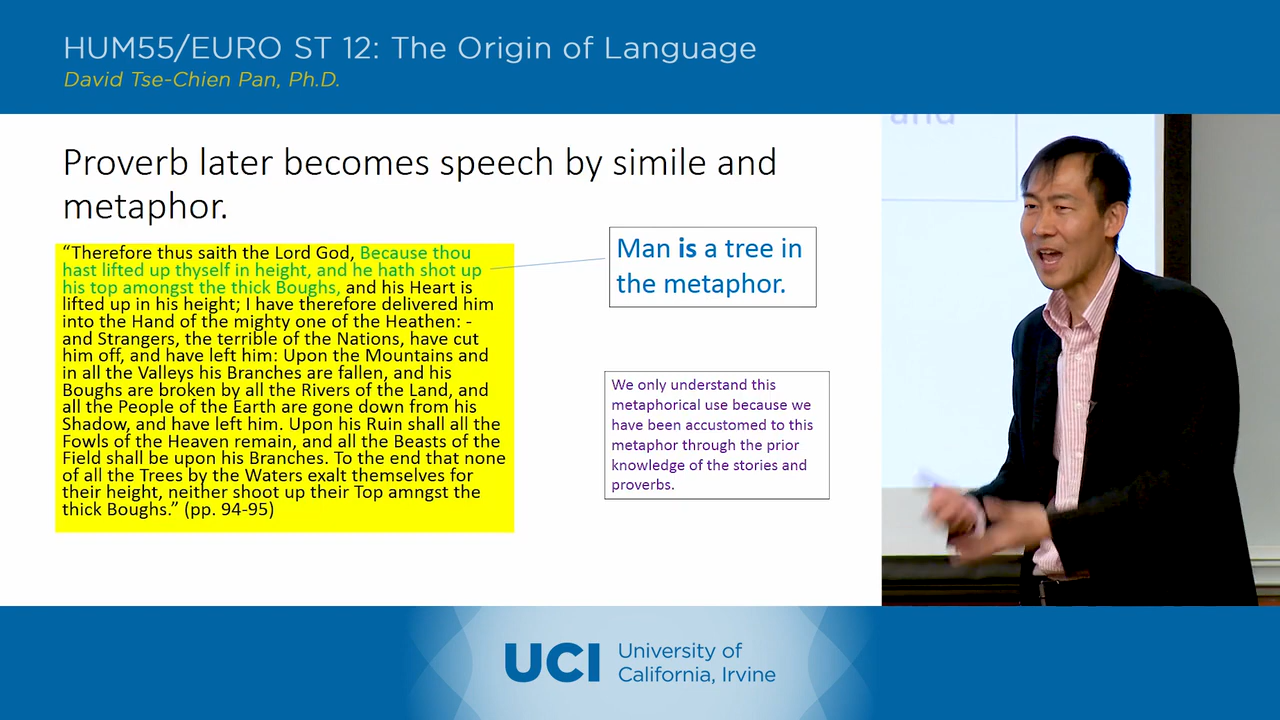 HUM55/EURO ST 12: The Origin of Language
David Tse-Chien Pan, Ph.D.
and
Proverb later becomes speech by simile and
metaphor.
“Therefore thus saith the Lord God, Because thou
hast lifted up thyself in height, and he hath shot up
his top amongst the thick Boughs, and his Heart is
lifted up in his height; I have therefore delivered him
into the Hand of the mighty one of the Heathen: -
and Strangers, the terrible of the Nations, have cut
him off, and have left him: Upon the Mountains and
in all the Valleys his Branches are fallen, and his
Boughs are broken by all the Rivers of the Land, and
all the People of the Earth are gone down from his
Shadow, and have left him. Upon his Ruin shall all the
Fowls of the Heaven remain, and all the Beasts of the
Field shall be upon his Branches. To the end that none
of all the Trees by the Waters exalt themselves for
their height, neither shoot up their Top amngst the
thick Boughs.” (pp. 94-95)
Man is a tree in
the metaphor.
We only understand this
metaphorical use because we
have been accustomed to this
metaphor through the prior
knowledge of the stories and
proverbs.
UCI
University of
California, Irvine